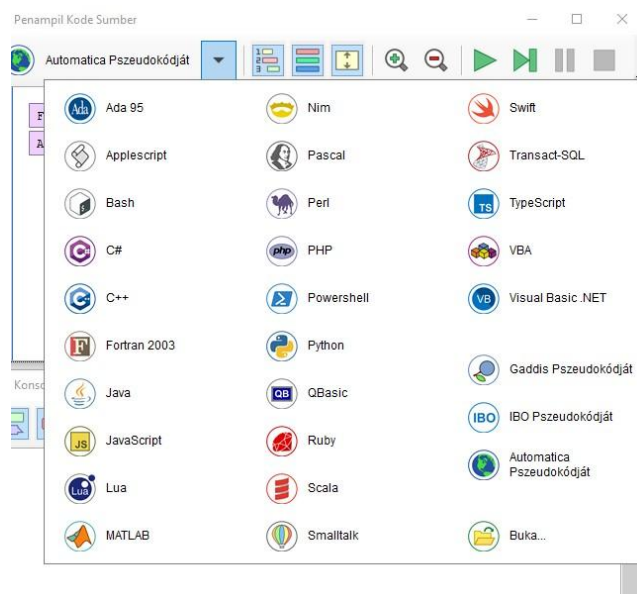 Penampil Kode Sumber
Automatica Pszeudokódját
Ada 95
Applescript
Bash
C#
C++
Fortran 2003
Java
JavaScript
Lua
MATLAB
Nim
Pascal
Perl
PHP
Powershell
Python
QBasic
Ruby
Scala
Smalltalk
Swift
Transact-SQL
TypeScript
VBA
Visual Basic .NET
Gaddis Pszeudokódját
IBO Pszeudokódját
Automatica
Pszeudokódját
Buka...